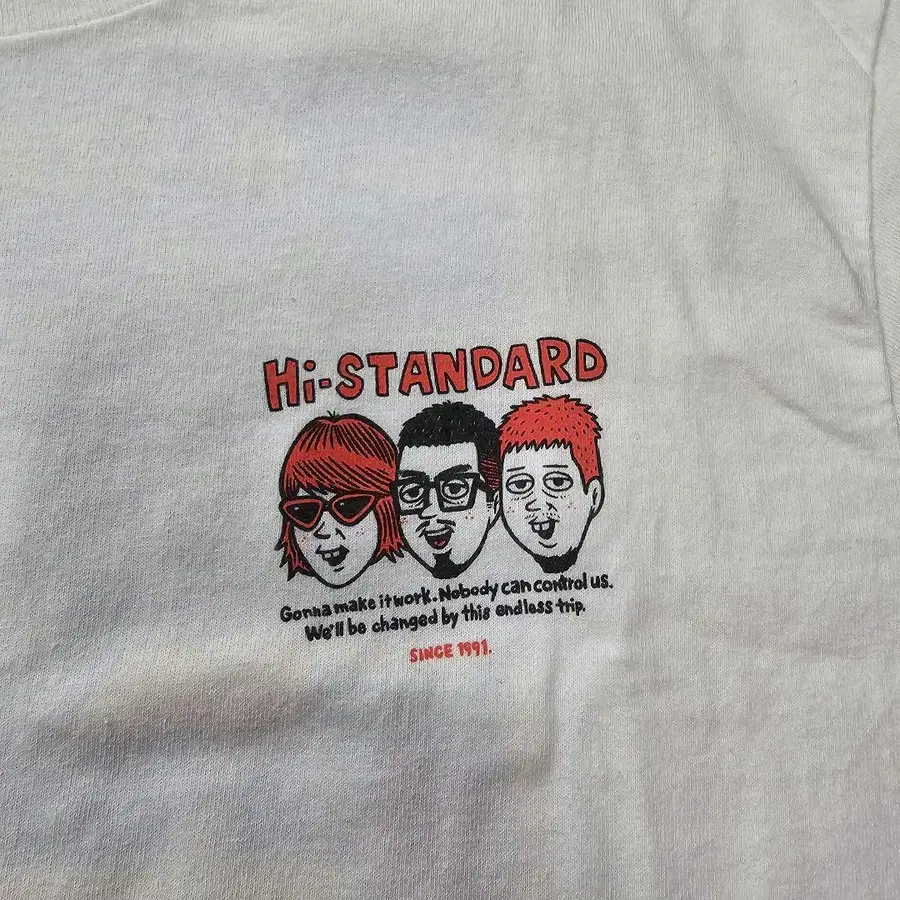 Hi-STANDARD
Gonna make it work. Nobody can control us.
We'll be changed by this endless trip.
SINCE 1991.